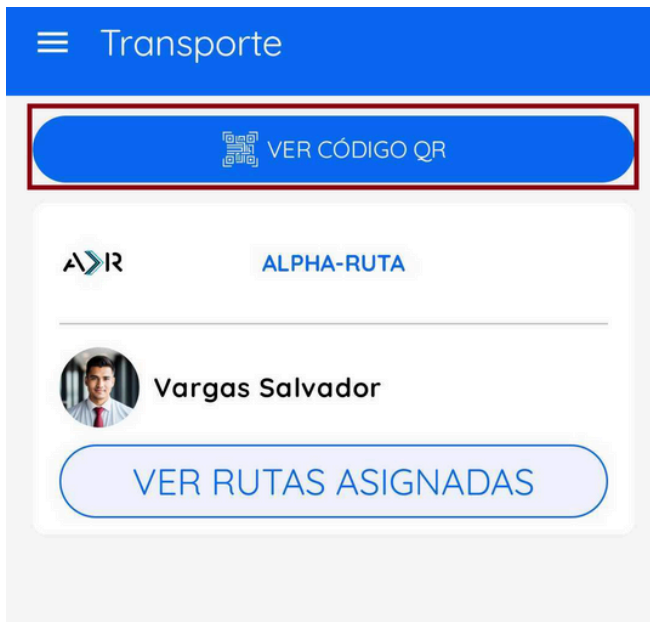 Transporte
VER CÓDIGO QR
A R
ALPHA-RUTA
Vargas Salvador
VER RUTAS ASIGNADAS